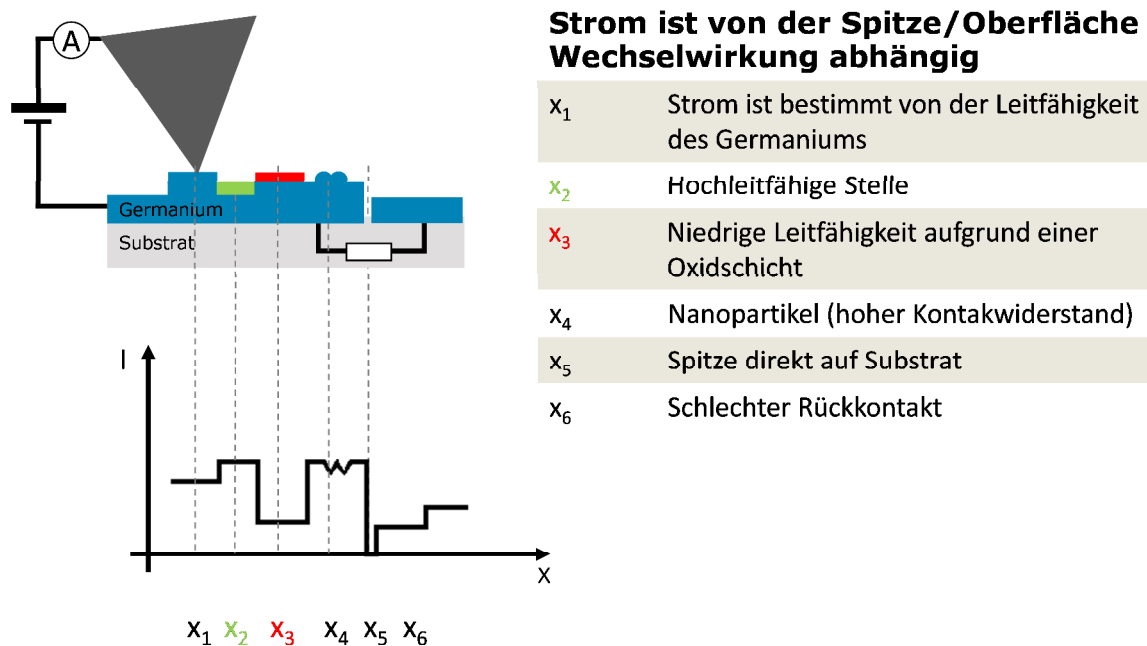 Strom ist von der Spitze/Oberfläche
Wechselwirkung abhängig
A
Germanium
Substrat
x1 Strom ist bestimmt von der Leitfähigkeit
des Germaniums
x2 Hochleitfähige Stelle
x3 Niedrige Leitfähigkeit aufgrund einer
Oxidschicht
x4 Nanopartikel (hoher Kontakwiderstand)
x5 Spitze direkt auf Substrat
x6 Schlechter Rückkontakt
I
X
x1 x2 x3 x4 x5 x6